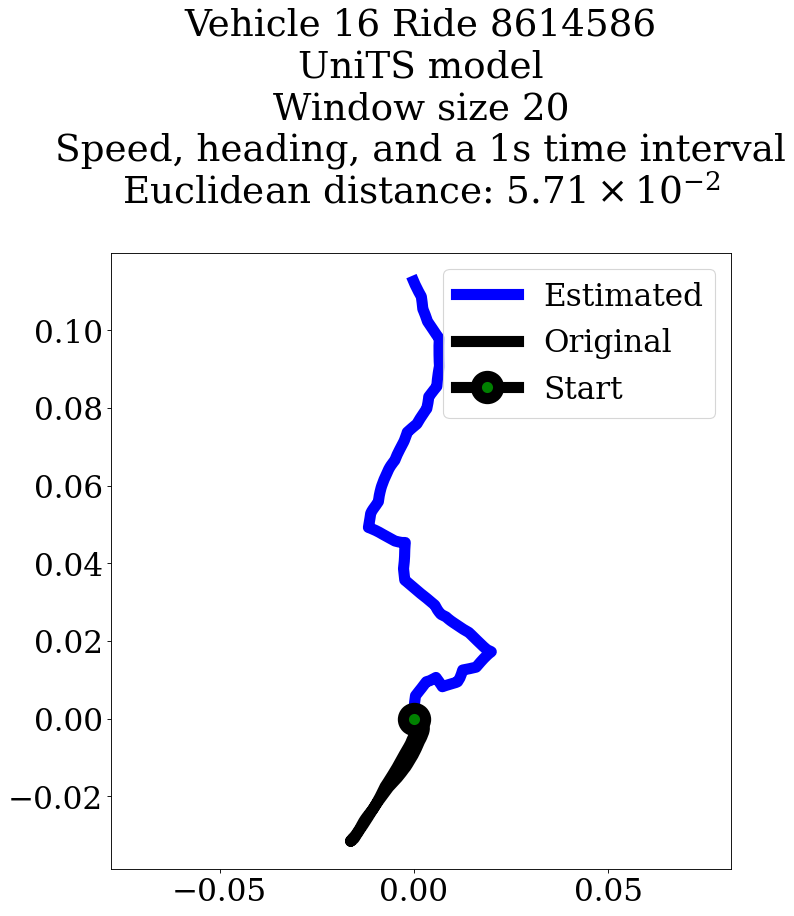 Vehicle 16 Ride 8614586
UniTS model
Window size 20
Speed, heading, and a 1s time interval
Euclidean distance: 5.71 × 10⁻²
Estimated
Original
Start
0.10
0.08
0.06
0.04
0.02
0.00
−0.02
−0.05
0.00
0.05